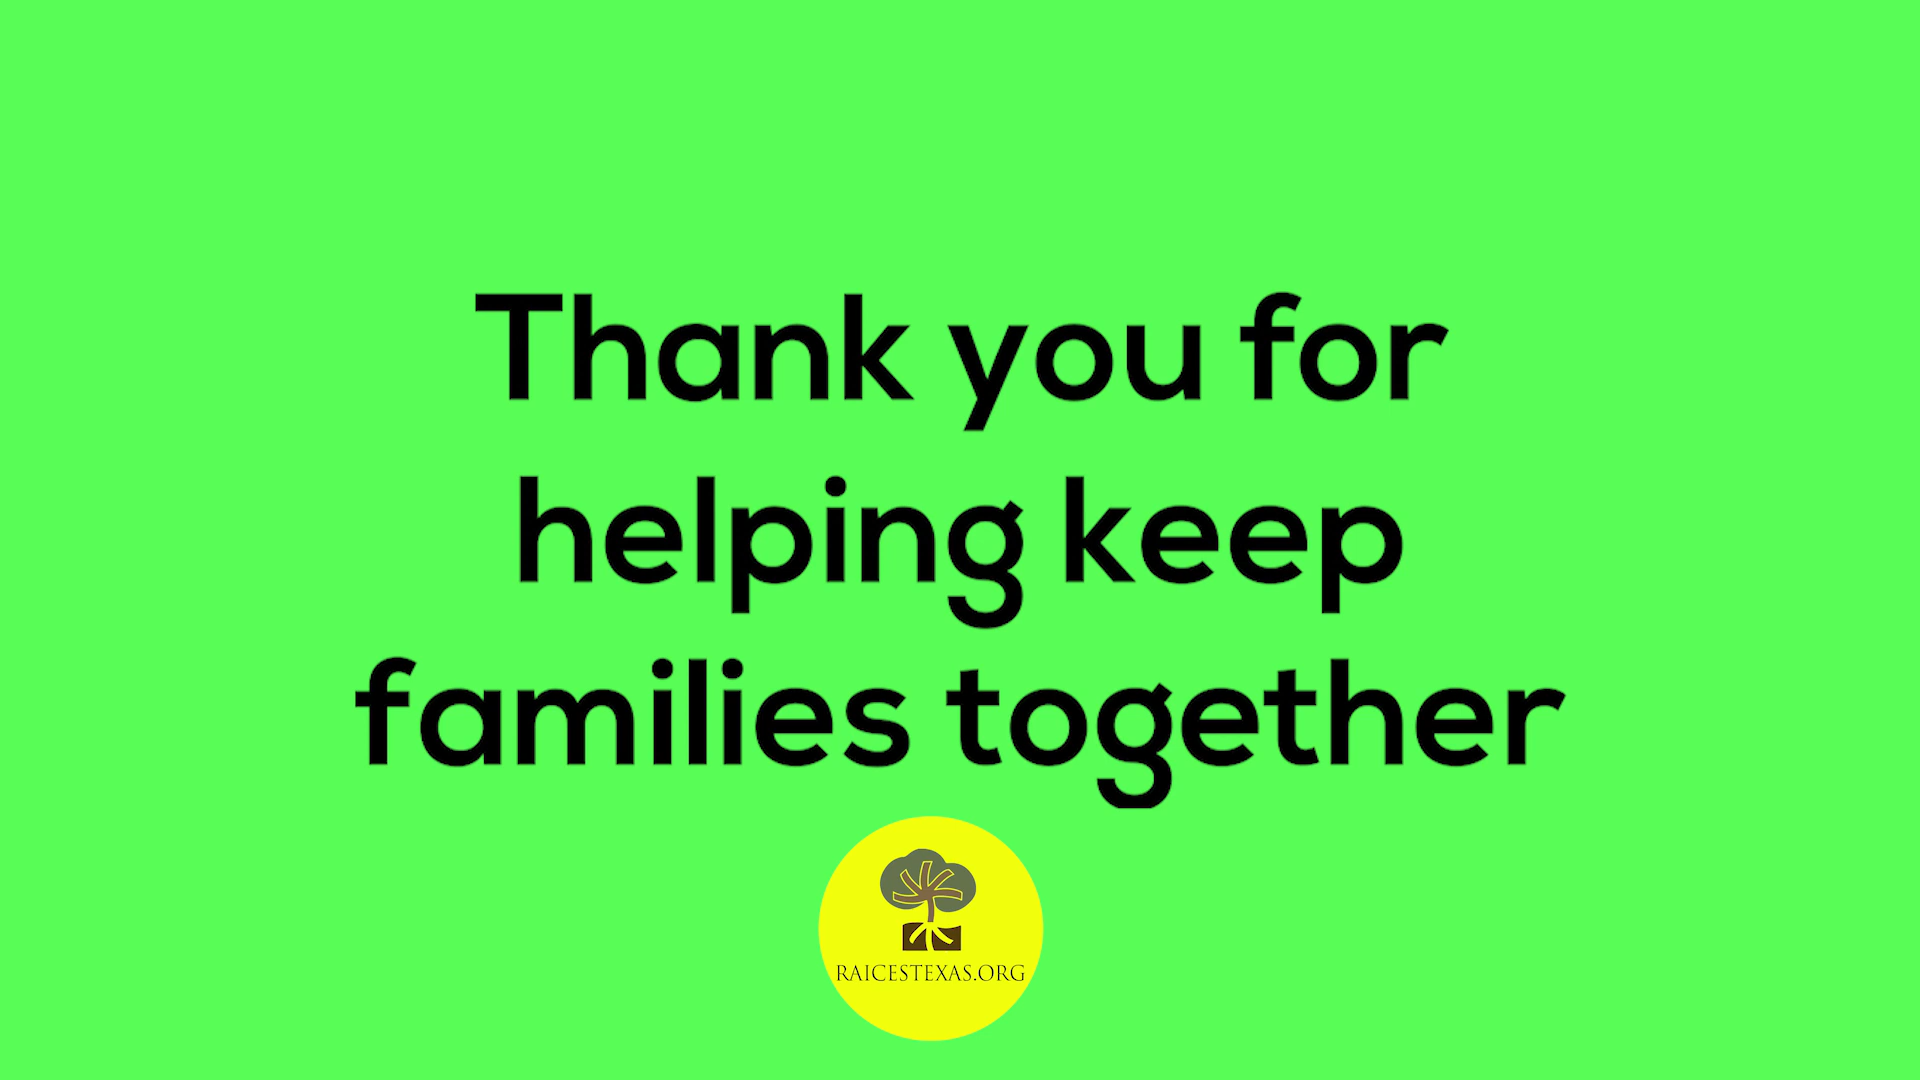 Thank you for
helping keep
families together
RAICESTEXAS.ORG